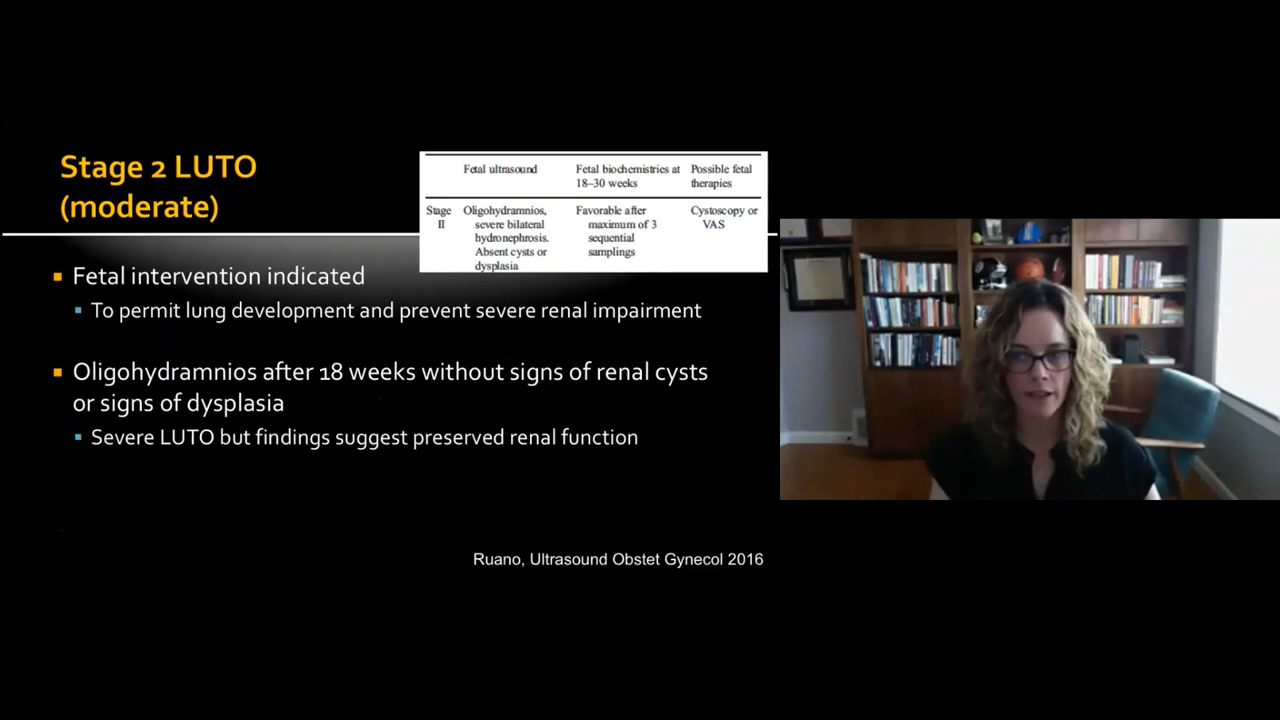 Stage 2 LUTO
(moderate)
Fetal ultrasound Fetal biochemistries at Possible fetal
18–30 weeks therapies
Stage Oligohydramnios, Favorable after Cystoscopy or
II severe bilateral maximum of 3 VAS
hydronephrosis. sequential
Absent cysts or samplings
dysplasia
Fetal intervention indicated
To permit lung development and prevent severe renal impairment
Oligohydramnios after 18 weeks without signs of renal cysts
or signs of dysplasia
Severe LUTO but findings suggest preserved renal function
Ruano, Ultrasound Obstet Gynecol 2016